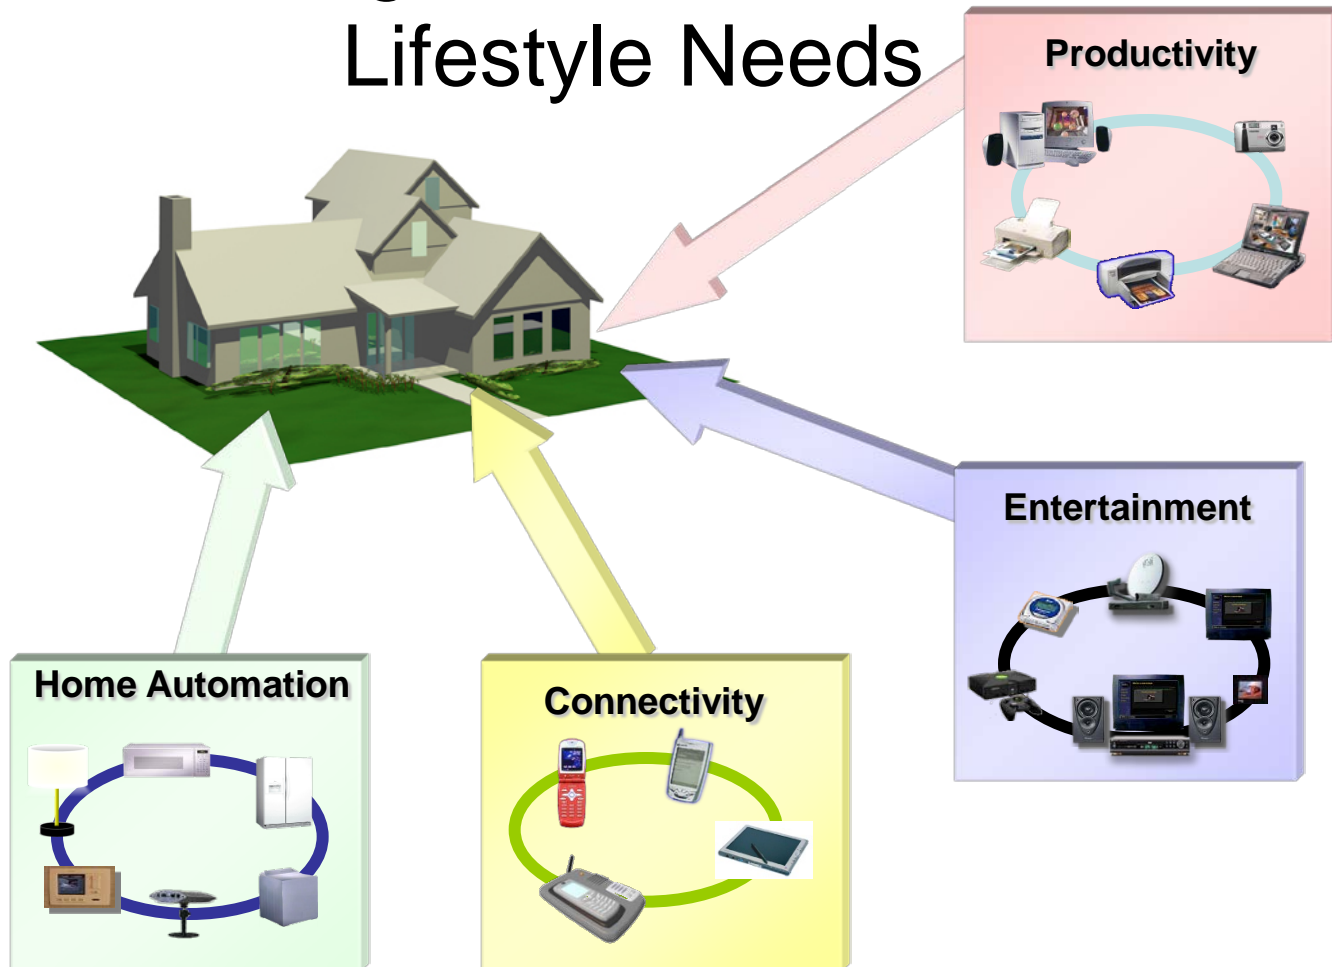 Lifestyle Needs
Productivity
Entertainment
Home Automation
Connectivity